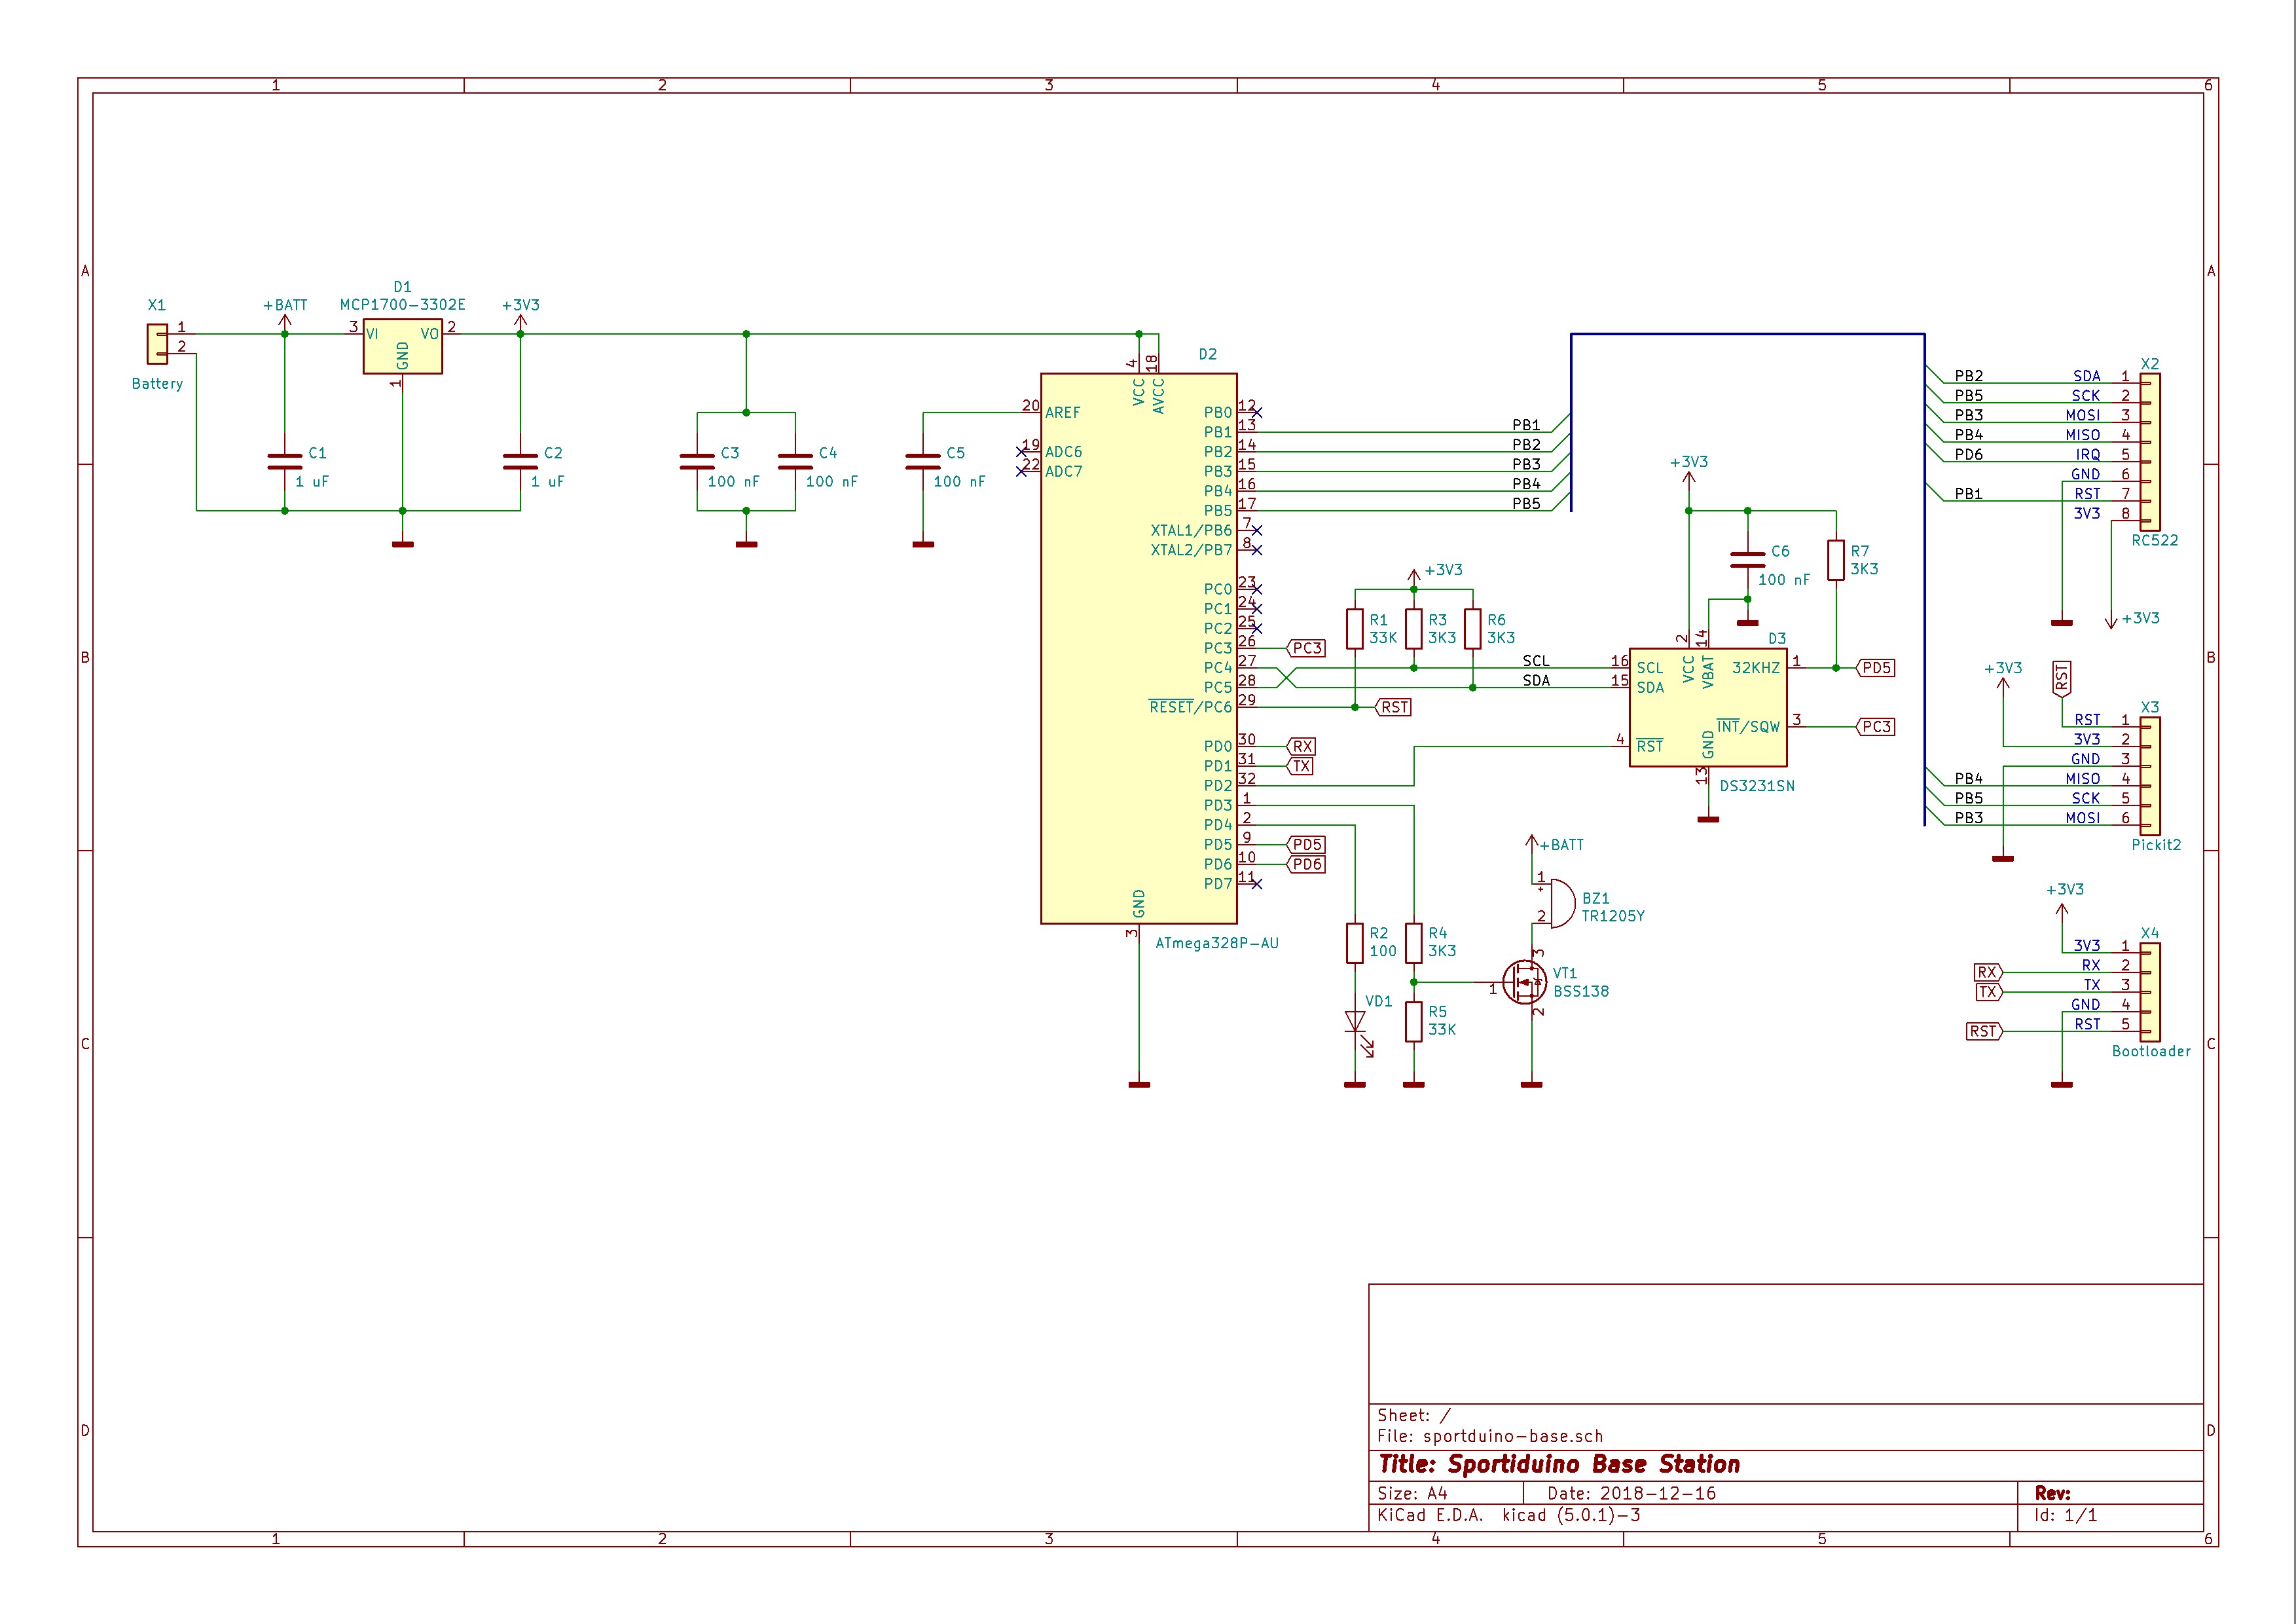 1 2 3 4 5 6
A A
B B
C C
D D
X1
1
2
Battery
+BATT
C1
1 uF
D1
MCP1700-3302E
3 VI VO 2
GND
1
+3V3
C2
1 uF
C3
100 nF
C4
100 nF
C5
100 nF
D2
4 18
VCC
AVCC
20 AREF
19 ADC6
22 ADC7
PB0 12
PB1 13
PB2 14
PB3 15
PB4 16
PB5 17
XTAL1/PB6 7
XTAL2/PB7 8
PC0 23
PC1 24
PC2 25
PC3 26 PC3
PC4 27
PC5 28
RESET/PC6 29 RST
PD0 30 RX
PD1 31 TX
PD2 32
PD3 1
PD4 2
PD5 9 PD5
PD6 10 PD6
PD7 11
GND
3
ATmega328P-AU
PB1
PB2
PB3
PB4
PB5
+3V3
R1
33K
R3
3K3
R6
3K3
SCL
SDA
+3V3
C6
100 nF
R7
3K3
D3
2 14
VCC
VBAT
16 SCL
15 SDA
4 RST
32KHZ 1 PD5
INT/SQW 3 PC3
GND
13
DS3231SN
R2
100
VD1
R4
3K3
R5
33K
+BATT
1
+
2
BZ1
TR1205Y
3
1
2
VT1
BSS138
X2
PB2 SDA 1
PB5 SCK 2
PB3 MOSI 3
PB4 MISO 4
PD6 IRQ 5
GND 6
PB1 RST 7
3V3 8
RC522
+3V3
+3V3
RST
X3
RST 1
3V3 2
GND 3
PB4 MISO 4
PB5 SCK 5
PB3 MOSI 6
Pickit2
+3V3
X4
3V3 1
RX RX 2
TX TX 3
GND 4
RST RST 5
Bootloader
Sheet: /
File: sportduino-base.sch
Title: Sportiduino Base Station
Size: A4 Date: 2018-12-16 Rev:
KiCad E.D.A. kicad (5.0.1)-3 Id: 1/1
1 2 3 4 5 6